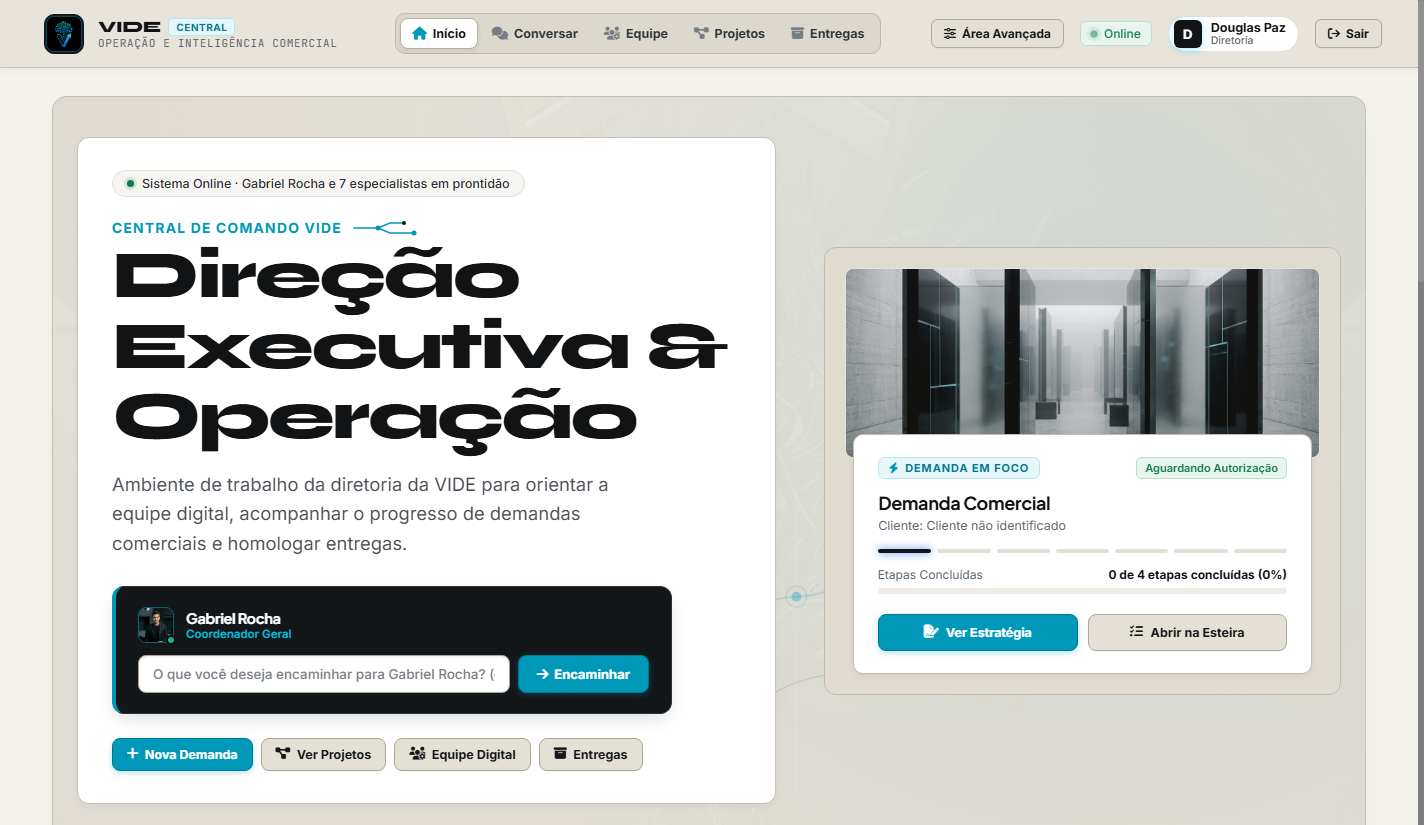 VIDE CENTRAL
OPERAÇÃO E INTELIGÊNCIA COMERCIAL
Início
Conversar
Equipe
Projetos
Entregas
Área Avançada
Online
D
Douglas Paz
Diretoria
Sair
Sistema Online · Gabriel Rocha e 7 especialistas em prontidão
CENTRAL DE COMANDO VIDE
Direção
Executiva &
Operação
Ambiente de trabalho da diretoria da VIDE para orientar a
equipe digital, acompanhar o progresso de demandas
comerciais e homologar entregas.
Gabriel Rocha
Coordenador Geral
O que você deseja encaminhar para Gabriel Rocha? (
Encaminhar
Nova Demanda
Ver Projetos
Equipe Digital
Entregas
DEMANDA EM FOCO
Aguardando Autorização
Demanda Comercial
Cliente: Cliente não identificado
Etapas Concluídas
0 de 4 etapas concluídas (0%)
Ver Estratégia
Abrir na Esteira